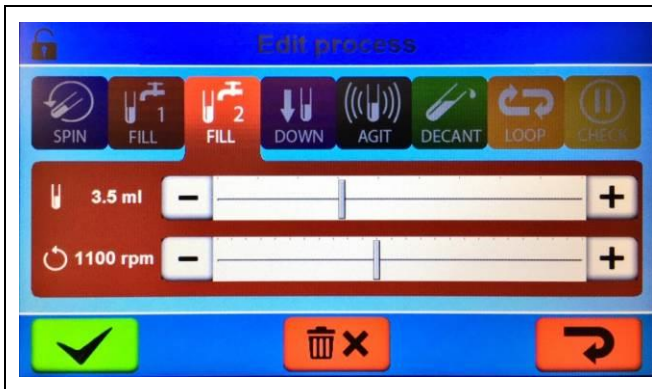 Edit process
SPIN
1
FILL
2
FILL
DOWN
AGIT
DECANT
LOOP
CHECK
3.5 ml
1100 rpm